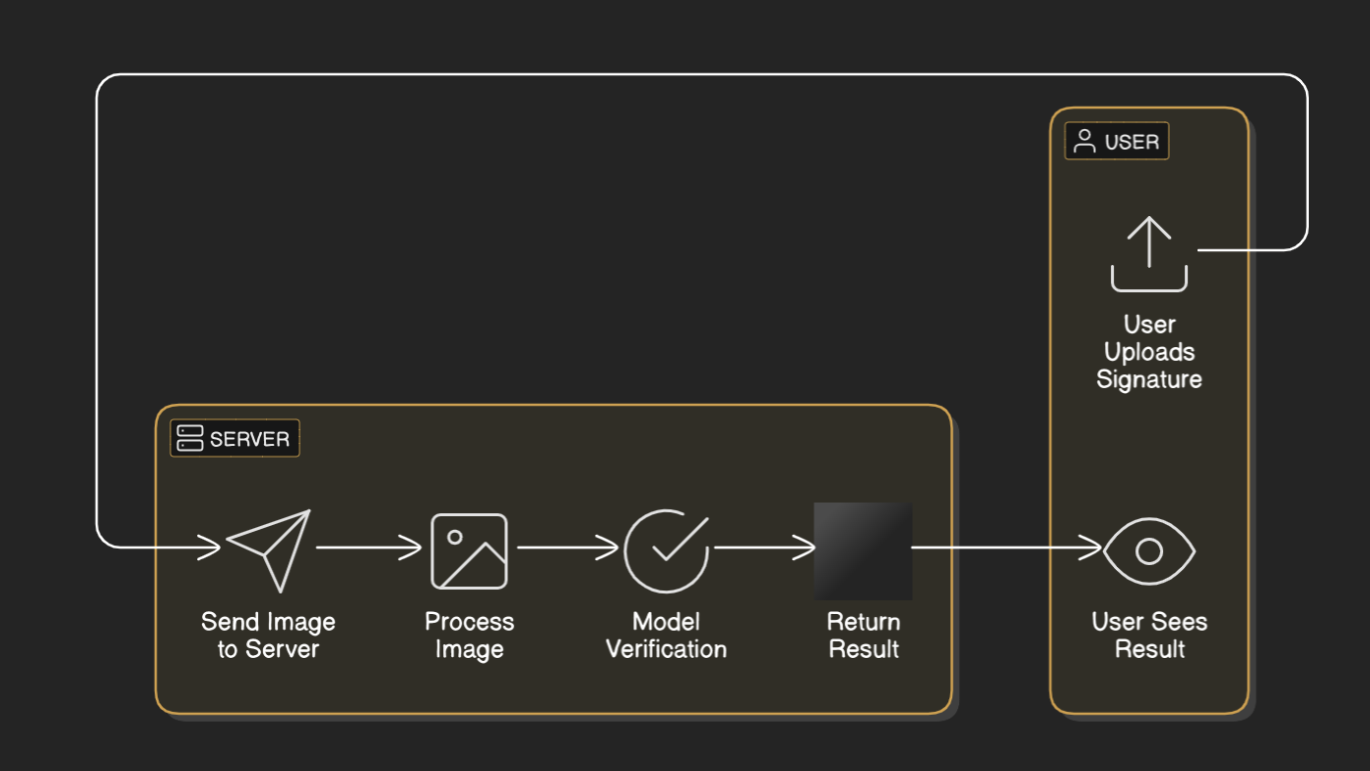 USER
User
Uploads
Signature
SERVER
Send Image
to Server
Process
Image
Model
Verification
Return
Result
User Sees
Result